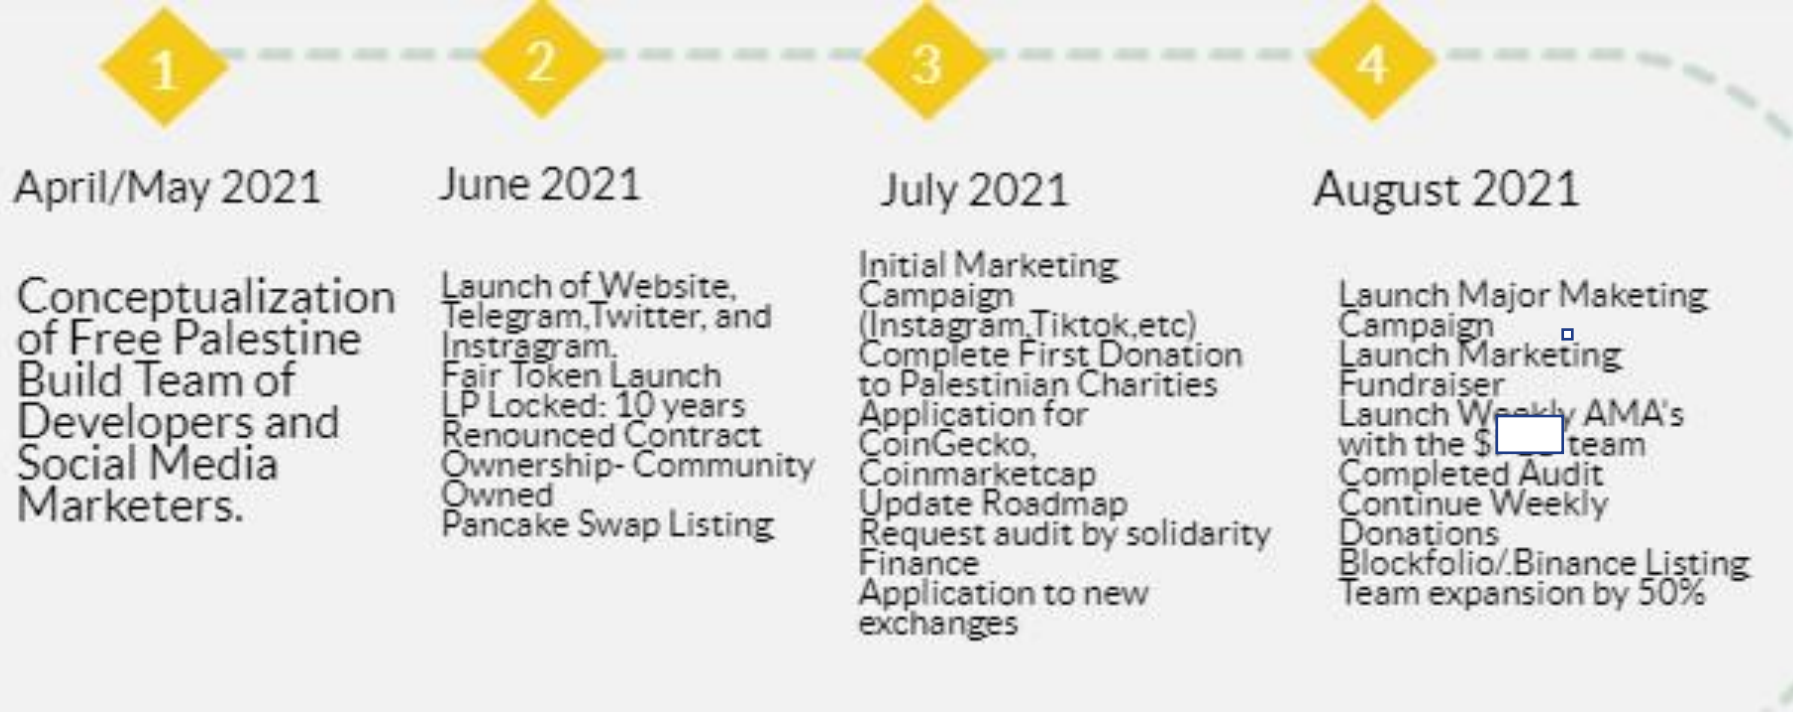 1
2
3
4
April/May 2021
Conceptualization
of Free Palestine
Build Team of
Developers and
Social Media
Marketers.
June 2021
Launch of Website,
Telegram,Twitter, and
Instragram.
Fair Token Launch
LP Locked: 10 years
Renounced Contract
Ownership- Community
Owned
Pancake Swap Listing
July 2021
Initial Marketing
Campaign
(Instagram,Tiktok,etc)
Complete First Donation
to Palestinian Charities
Application for
CoinGecko,
Coinmarketcap
Update Roadmap
Request audit by solidarity
Finance
Application to new
exchanges
August 2021
Launch Major Maketing
Campaign
Launch Marketing
Fundraiser
Launch Weekly AMA's
with the $ team
Completed Audit
Continue Weekly
Donations
Blockfolio/.Binance Listing
Team expansion by 50%